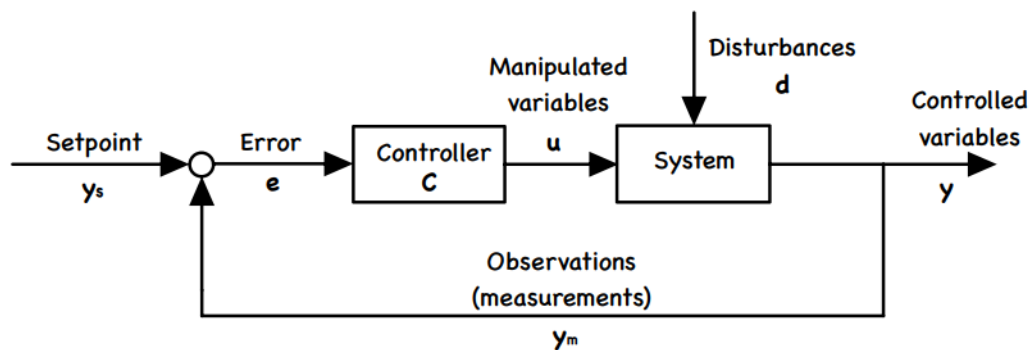 Setpoint
yₛ
Error
e
Controller
C
Manipulated
variables
u
Disturbances
d
System
Controlled
variables
y
Observations
(measurements)
yₘ